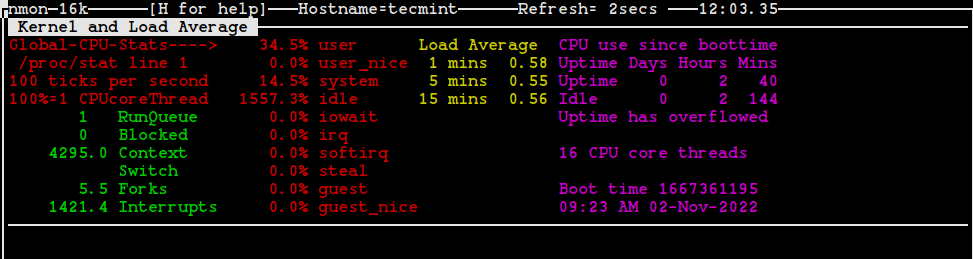 nmon─16k [H for help] Hostname=tecmint Refresh= 2secs 12:03.35
Kernel and Load Average
Global-CPU-Stats----> 34.5% user Load Average CPU use since boottime
/proc/stat line 1 0.0% user_nice 1 mins 0.58 Uptime Days Hours Mins
100 ticks per second 14.5% system 5 mins 0.55 Uptime 0 2 40
100%=1 CPUcoreThread 1557.3% idle 15 mins 0.56 Idle 0 2 144
1 RunQueue 0.0% iowait Uptime has overflowed
0 Blocked 0.0% irq
4295.0 Context 0.0% softirq 16 CPU core threads
Switch 0.0% steal
5.5 Forks 0.0% guest Boot time 1667361195
1421.4 Interrupts 0.0% guest_nice 09:23 AM 02-Nov-2022